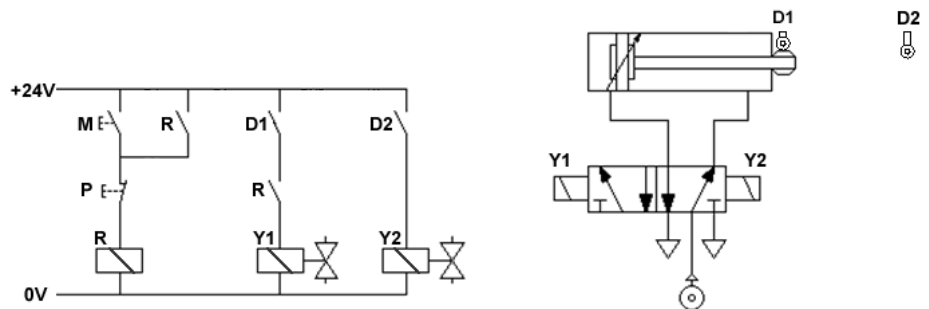 D1 D2
+24V
M R D1 D2
Y1 Y2
P R
R Y1 Y2
0V